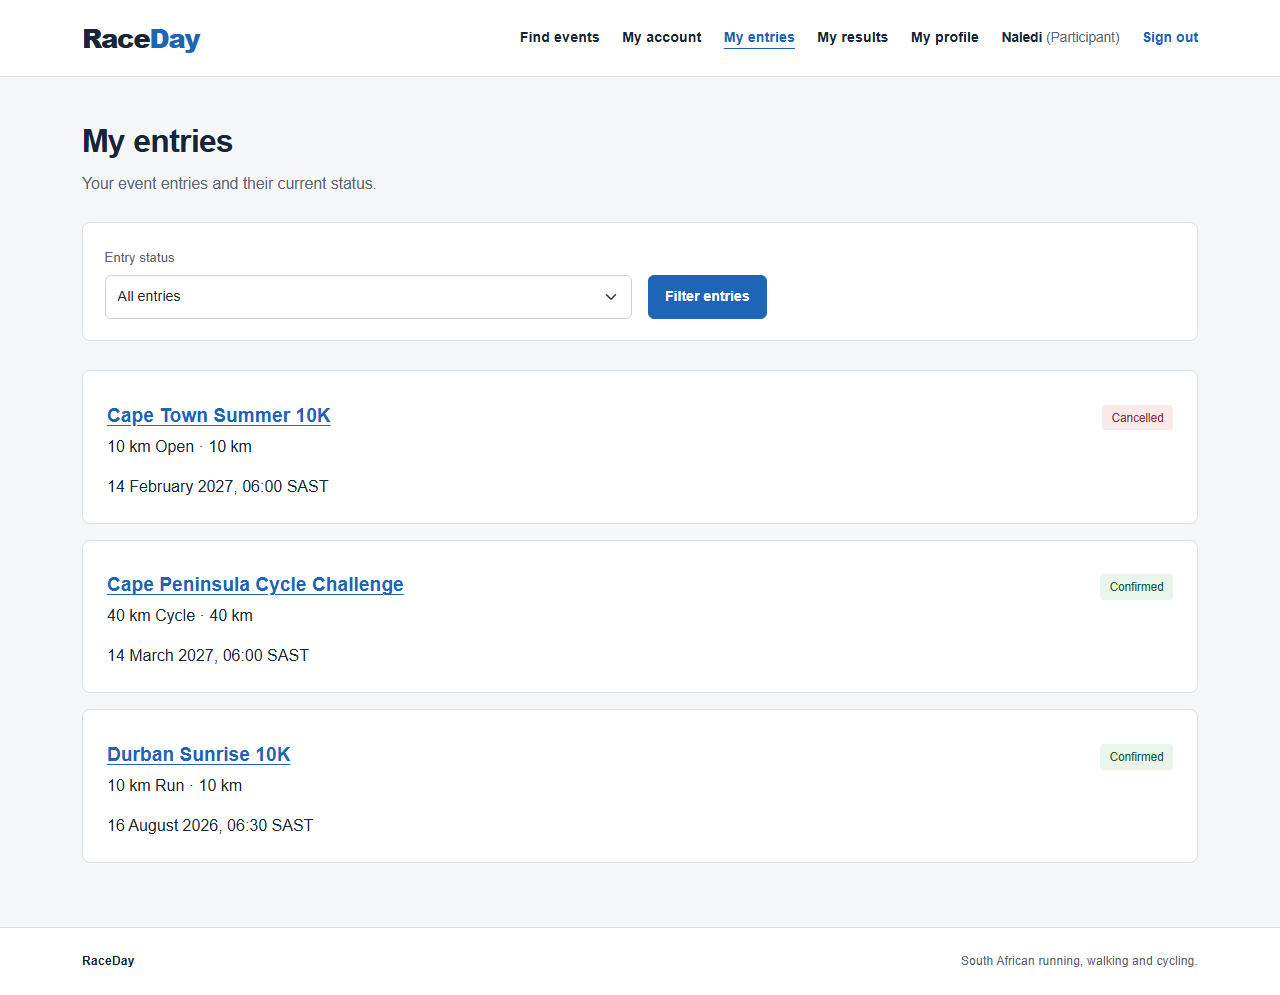 RaceDay
Find events My account My entries My results My profile Naledi (Participant) Sign out
My entries
Your event entries and their current status.
Entry status
All entries
Filter entries
Cape Town Summer 10K
Cancelled
10 km Open · 10 km
14 February 2027, 06:00 SAST
Cape Peninsula Cycle Challenge
Confirmed
40 km Cycle · 40 km
14 March 2027, 06:00 SAST
Durban Sunrise 10K
Confirmed
10 km Run · 10 km
16 August 2026, 06:30 SAST
RaceDay
South African running, walking and cycling.